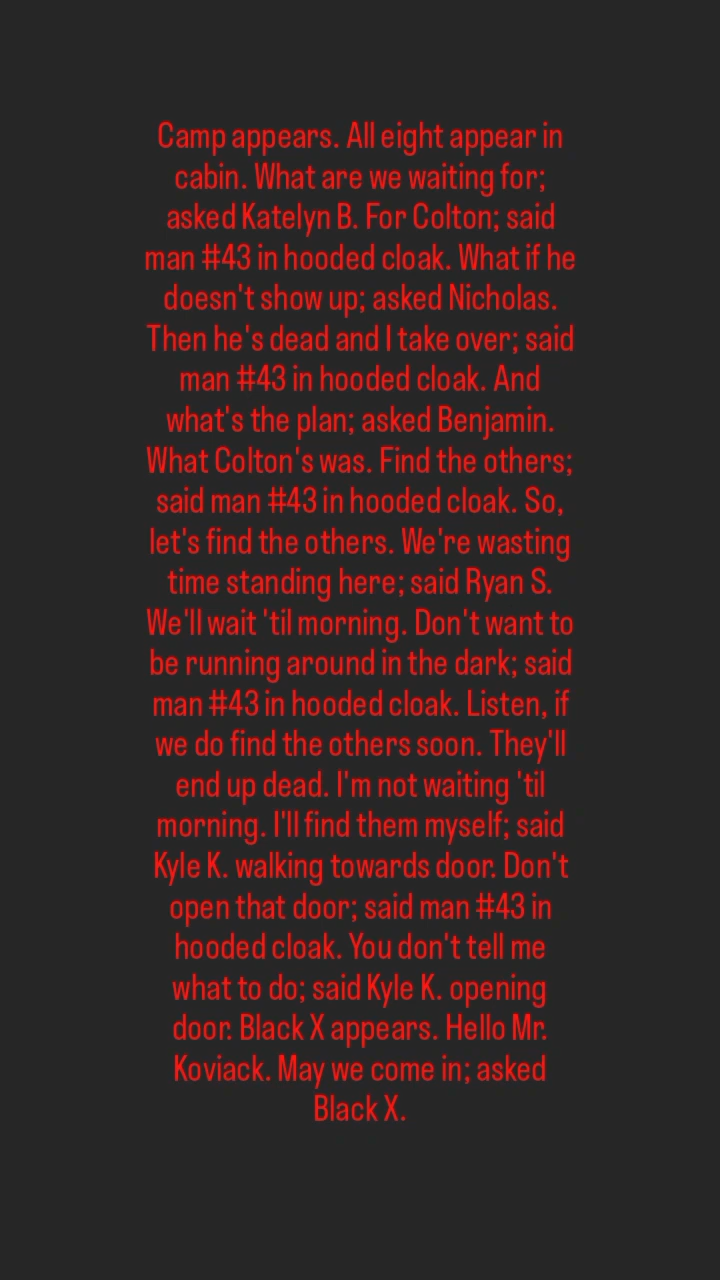 Camp appears. All eight appear in
cabin. What are we waiting for;
asked Katelyn B. For Colton; said
man #43 in hooded cloak. What if he
doesn't show up; asked Nicholas.
Then he's dead and I take over; said
man #43 in hooded cloak. And
what's the plan; asked Benjamin.
What Colton's was. Find the others;
said man #43 in hooded cloak. So,
let's find the others. We're wasting
time standing here; said Ryan S.
We'll wait 'til morning. Don't want to
be running around in the dark; said
man #43 in hooded cloak. Listen, if
we do find the others soon. They'll
end up dead. I'm not waiting 'til
morning. I'll find them myself; said
Kyle K. walking towards door. Don't
open that door; said man #43 in
hooded cloak. You don't tell me
what to do; said Kyle K. opening
door. Black X appears. Hello Mr.
Koviack. May we come in; asked
Black X.